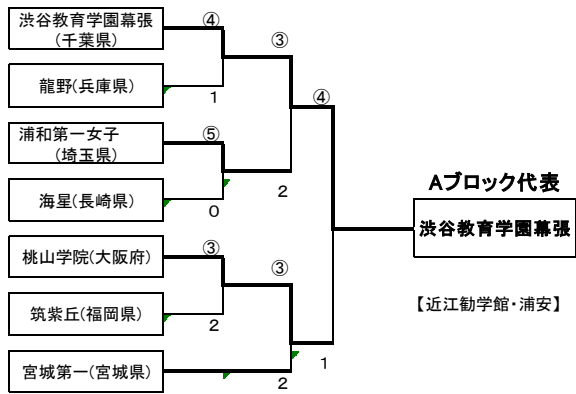 渋谷教育学園幕張
(千葉県)
④
③
龍野(兵庫県)
1
④
浦和第一女子
(埼玉県)
⑤
2
海星(長崎県)
0
Aブロック代表
渋谷教育学園幕張
桃山学院(大阪府)
③
③
筑紫丘(福岡県)
2
【近江勧学館・浦安】
1
宮城第一(宮城県)
2